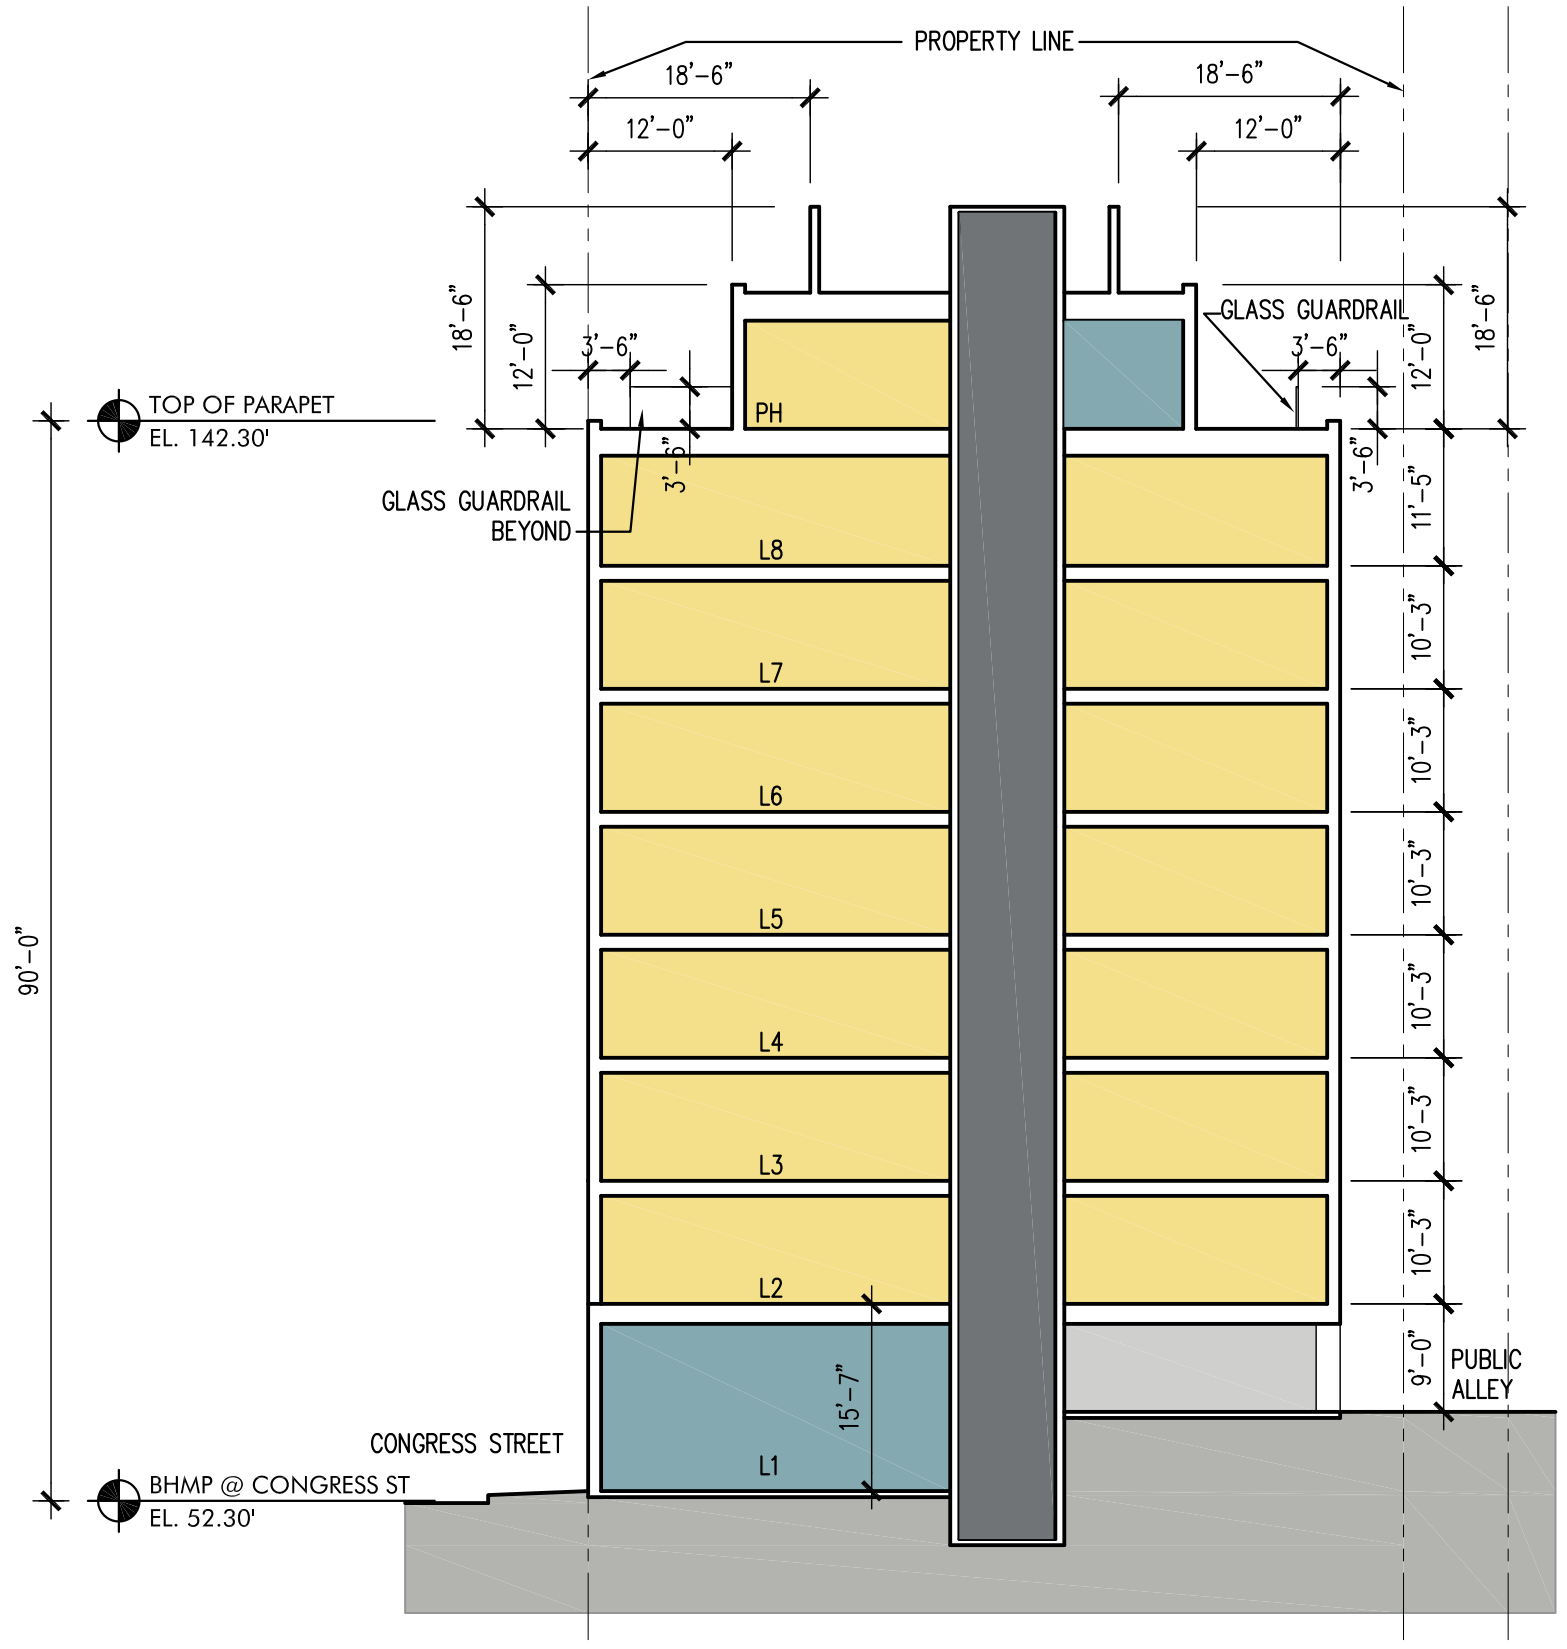 PROPERTY LINE
18'-6"
18'-6"
12'-0"
12'-0"
18'-6"
12'-0"
3'-6"
3'-6"
GLASS GUARDRAIL
3'-6"
3'-6"
12'-0"
18'-6"
TOP OF PARAPET
EL. 142.30'
GLASS GUARDRAIL
BEYOND
PH
L8
11'-5"
L7
10'-3"
L6
10'-3"
L5
10'-3"
90'-0"
L4
10'-3"
L3
10'-3"
L2
10'-3"
15'-7"
9'-0"
PUBLIC
ALLEY
CONGRESS STREET
L1
BHMP @ CONGRESS ST
EL. 52.30'